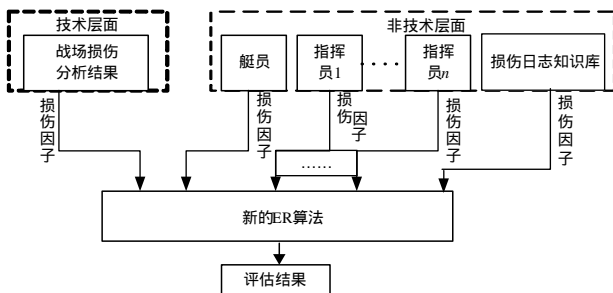 技术层面
非技术层面
战场损伤
分析结果
艇员
指挥
员1
····
指挥
员n
损伤日志知识库
损伤因子
损伤因子
损伤因子
损伤因子
损伤因子
……
新的ER算法
评估结果